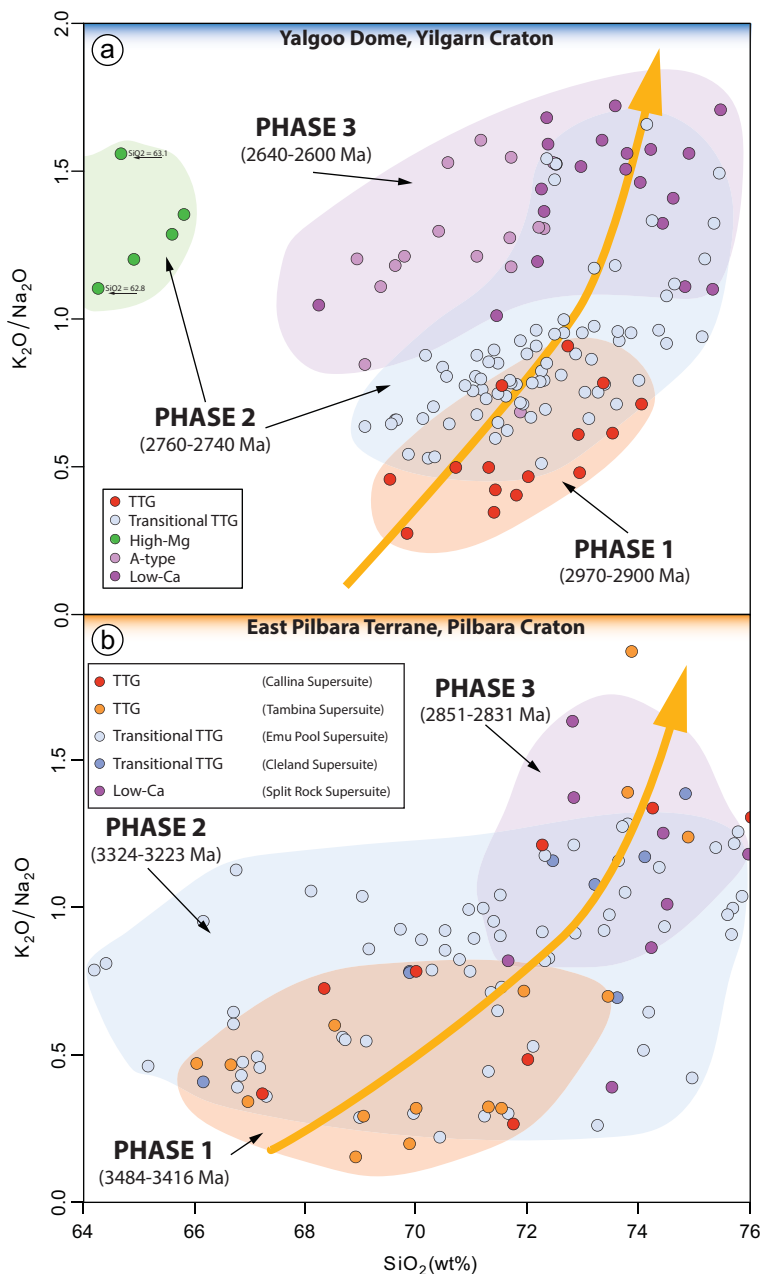 2.0
Yalgoo Dome, Yilgarn Craton
a
PHASE 3
(2640-2600 Ma)
1.5
SiO2 = 63.1
K2O/Na2O
SiO2 = 62.8
1.0
PHASE 2
(2760-2740 Ma)
0.5
TTG
Transitional TTG
High-Mg
A-type
Low-Ca
PHASE 1
(2970-2900 Ma)
0.0
East Pilbara Terrane, Pilbara Craton
b
TTG (Callina Supersuite)
TTG (Tambina Supersuite)
Transitional TTG (Emu Pool Supersuite)
Transitional TTG (Cleland Supersuite)
Low-Ca (Split Rock Supersuite)
PHASE 3
(2851-2831 Ma)
1.5
PHASE 2
(3324-3223 Ma)
K2O/Na2O
1.0
0.5
PHASE 1
(3484-3416 Ma)
0.0
64 66 68 70 72 74 76
SiO2(wt%)